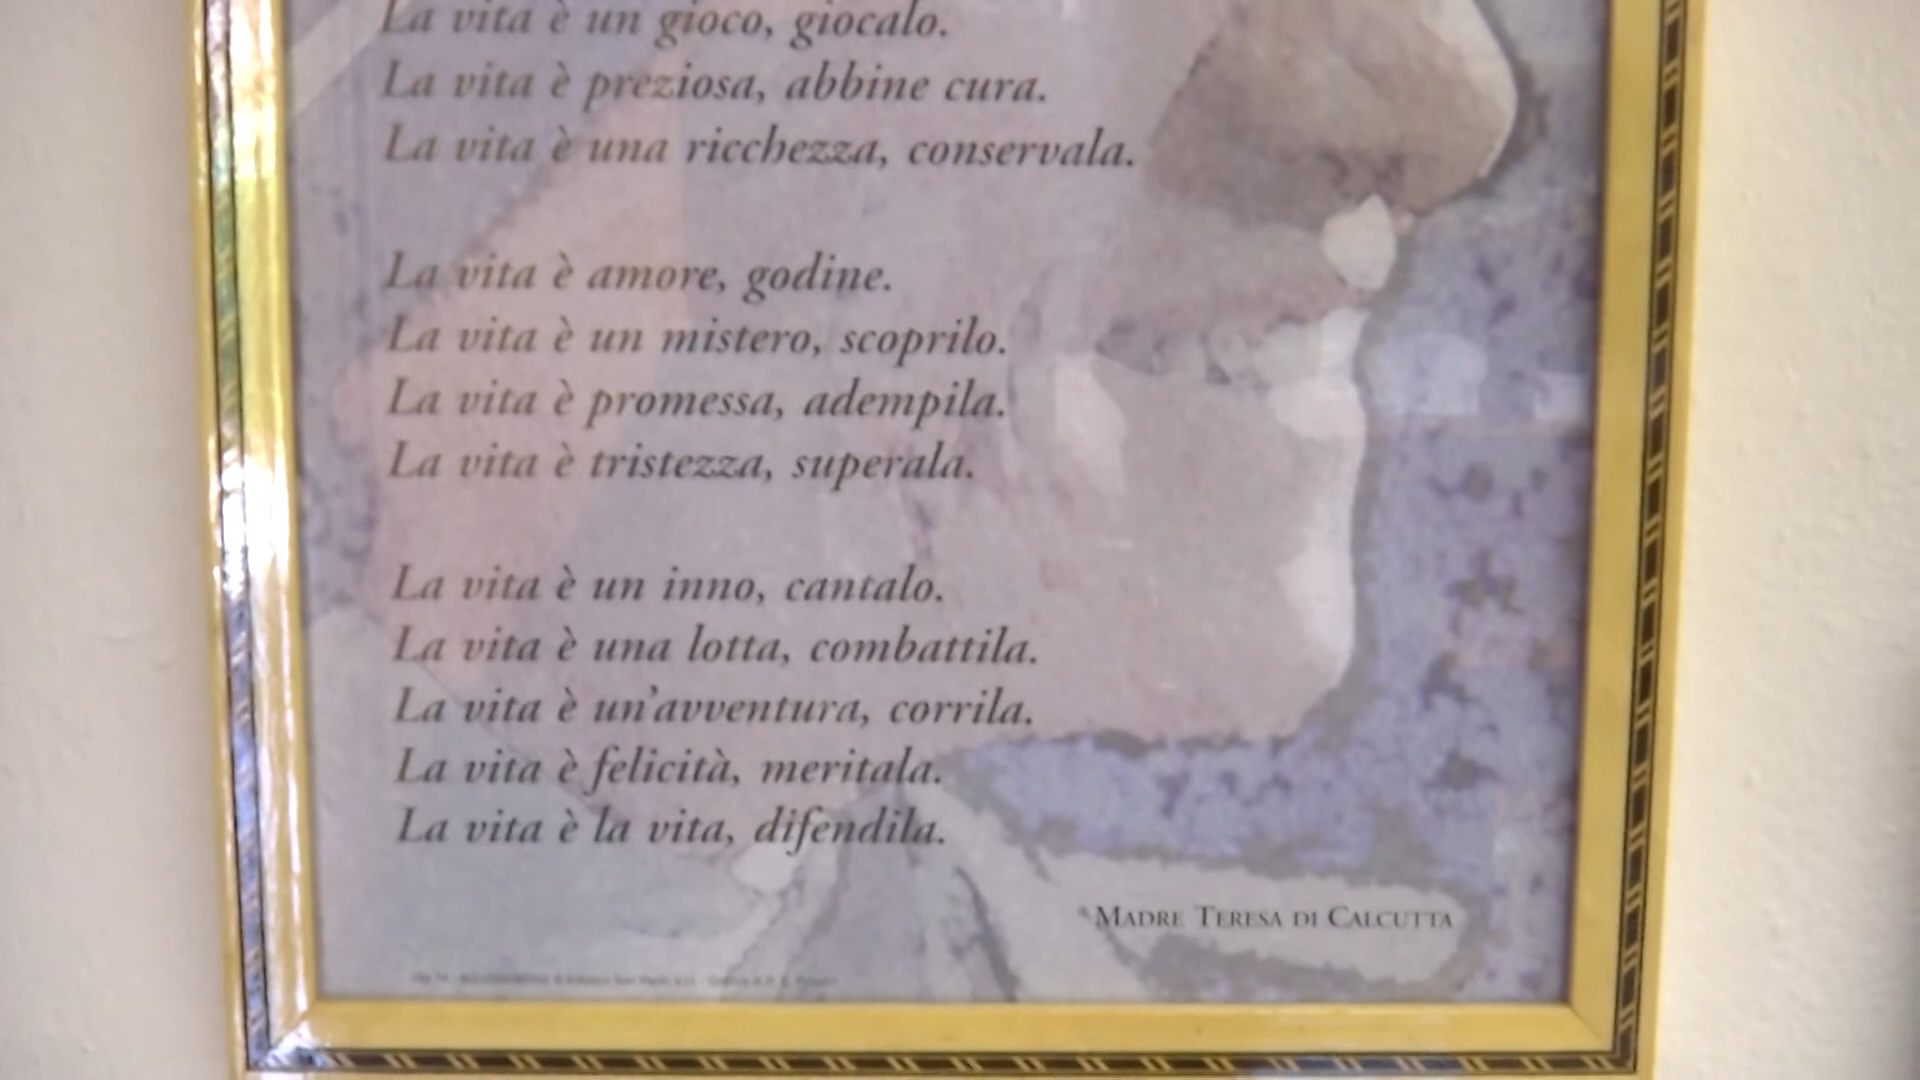 La vita è un gioco, giocalo.
La vita è preziosa, abbine cura.
La vita è una ricchezza, conservala.
La vita è amore, godine.
La vita è un mistero, scoprilo.
La vita è promessa, adempila.
La vita è tristezza, superala.
La vita è un inno, cantalo.
La vita è una lotta, combattila.
La vita è un'avventura, corrila.
La vita è felicità, meritala.
La vita è la vita, difendila.
MADRE TERESA DI CALCUTTA